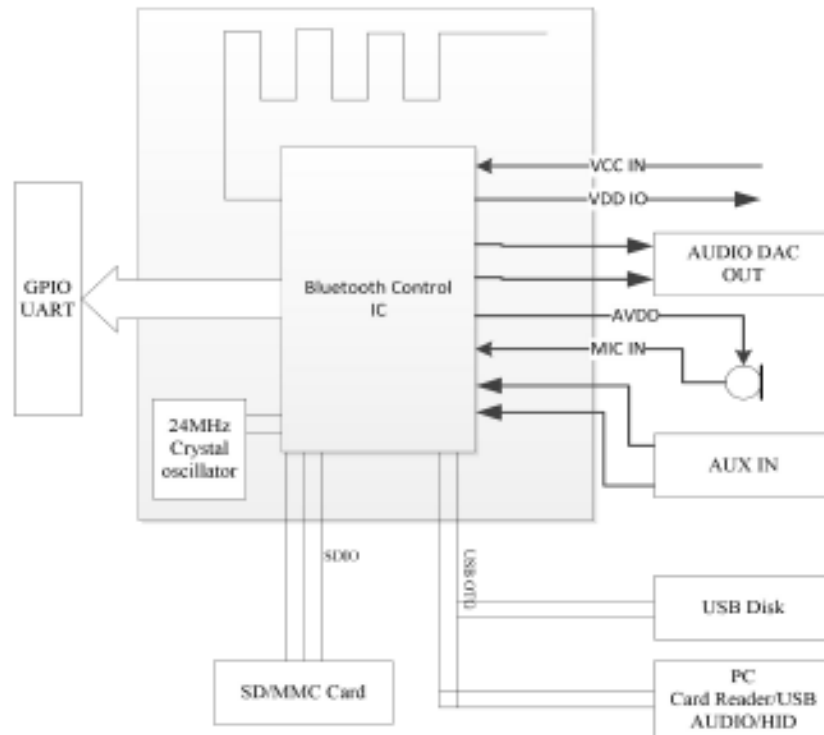 VCC IN
VDD IO
AUDIO DAC
OUT
GPIO
UART
Bluetooth Control
IC
AVDD
MIC IN
24MHz
Crystal
oscillator
AUX IN
SDIO
USB OTG
USB Disk
SD/MMC Card
PC
Card Reader/USB
AUDIO/HID